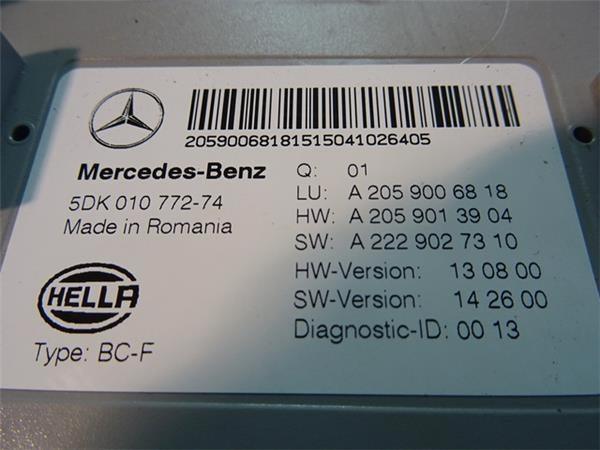 20590068181515041026405
Mercedes-Benz
5DK 010 772-74
Made in Romania
HELLA
Type: BC-F
Q: 01
LU: A 205 900 68 18
HW: A 205 901 39 04
SW: A 222 902 73 10
HW-Version: 13 08 00
SW-Version: 14 26 00
Diagnostic-ID: 00 13